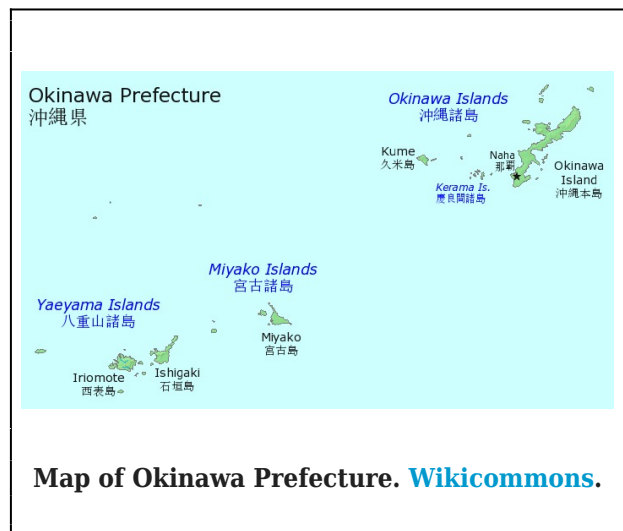 Okinawa Prefecture
沖縄県
Okinawa Islands
沖縄諸島
Kume
久米島
Naha
那覇
Okinawa
Island
沖縄本島
Kerama Is.
慶良間諸島
Miyako Islands
宮古諸島
Miyako
宮古島
Yaeyama Islands
八重山諸島
Ishigaki
石垣島
Iriomote
西表島
Map of Okinawa Prefecture. Wikicommons.